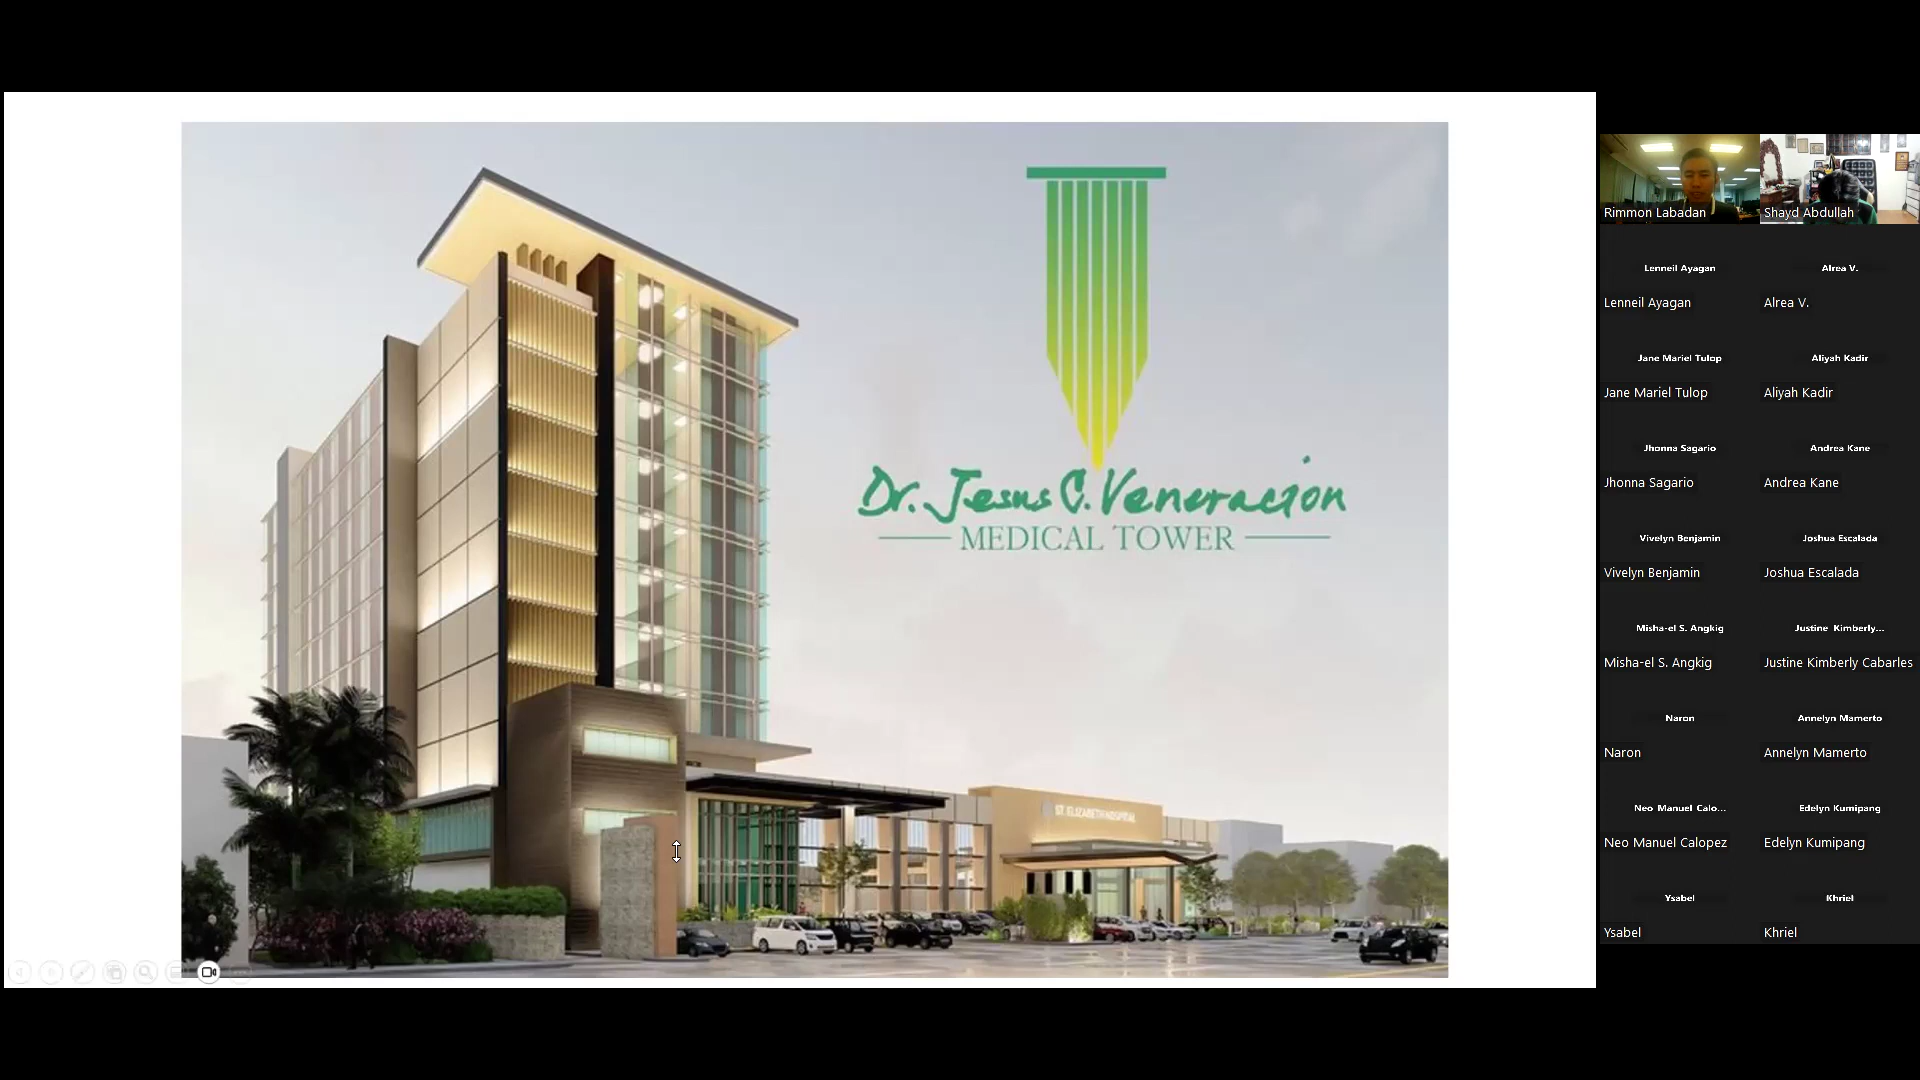 Dr. Jesus C. Veneracion
MEDICAL TOWER
ST. ELIZABETH HOSPITAL
Rimmon Labadan
Shayd Abdullah
Lenneil Ayagan
Alrea V.
Lenneil Ayagan
Alrea V.
Jane Mariel Tulop
Aliyah Kadir
Jane Mariel Tulop
Aliyah Kadir
Jhonna Sagario
Andrea Kane
Jhonna Sagario
Andrea Kane
Vivelyn Benjamin
Joshua Escalada
Vivelyn Benjamin
Joshua Escalada
Misha-el S. Angkig
Justine Kimberly...
Misha-el S. Angkig
Justine Kimberly Cabarles
Naron
Annelyn Mamerto
Naron
Annelyn Mamerto
Neo Manuel Calo...
Edelyn Kumipang
Neo Manuel Calopez
Edelyn Kumipang
Ysabel
Khriel
Ysabel
Khriel